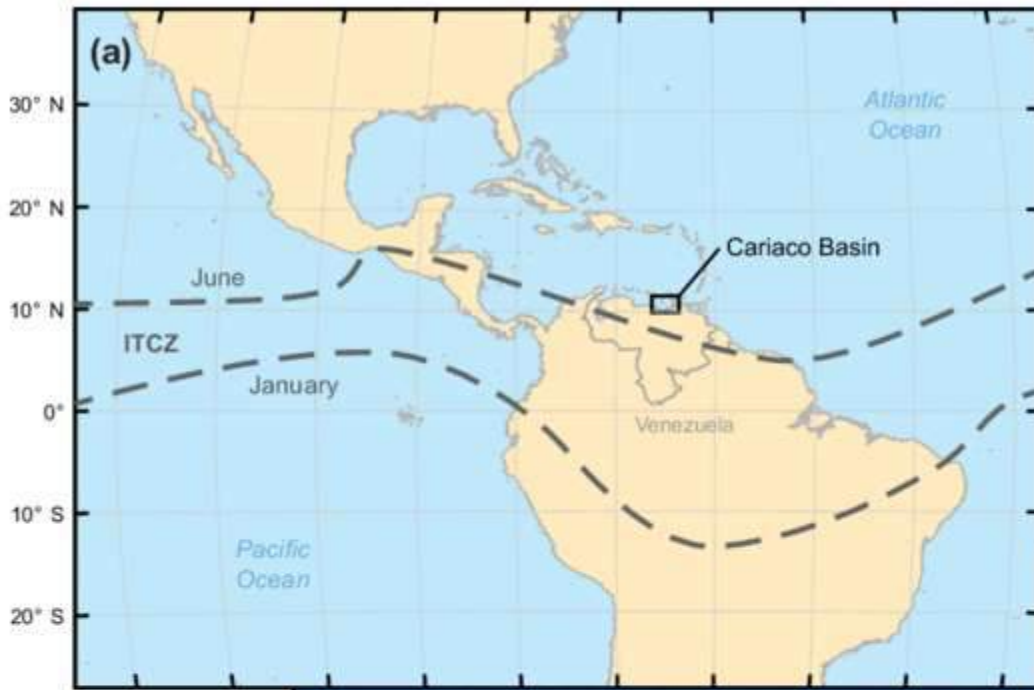 (a)
30° N
Atlantic
Ocean
20° N
Cariaco Basin
June
10° N
ITCZ
January
0°
Venezuela
10° S
Pacific
Ocean
20° S